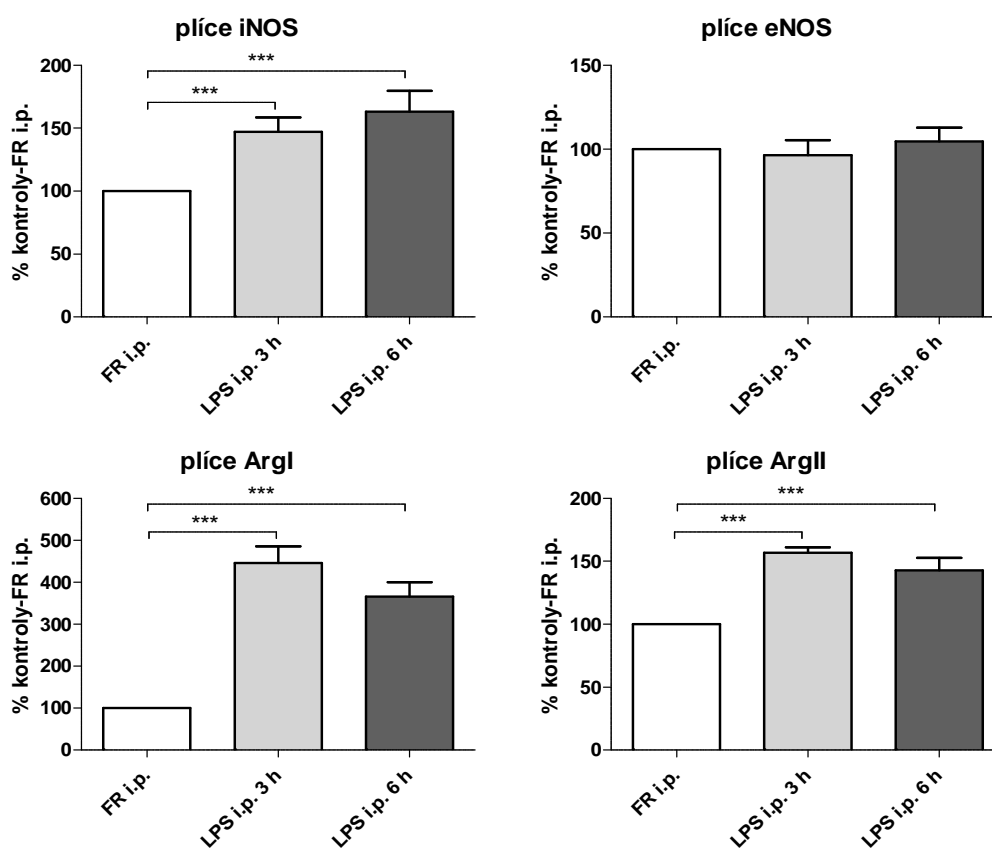 plíce iNOS
% kontroly-FR i.p.
200
150
100
50
0
***
***
FR i.p.
LPS i.p. 3 h
LPS i.p. 6 h
plíce eNOS
% kontroly-FR i.p.
150
100
50
0
FR i.p.
LPS i.p. 3 h
LPS i.p. 6 h
plíce ArgI
% kontroly-FR i.p.
600
500
400
300
200
100
0
***
***
FR i.p.
LPS i.p. 3 h
LPS i.p. 6 h
plíce ArgII
% kontroly-FR i.p.
200
150
100
50
0
***
***
FR i.p.
LPS i.p. 3 h
LPS i.p. 6 h